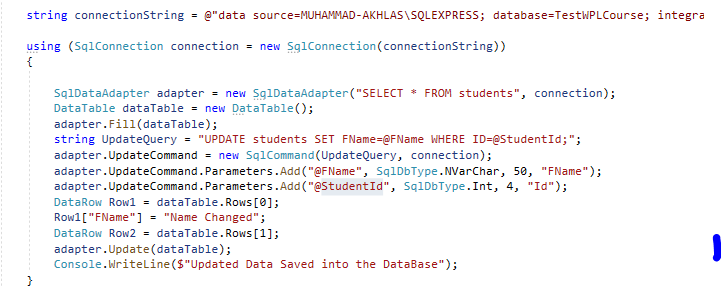 string connectionString = @"data source=MUHAMMAD-AKHLAS\SQLEXPRESS; database=TestWPLCourse; integra
using (SqlConnection connection = new SqlConnection(connectionString))
{
SqlDataAdapter adapter = new SqlDataAdapter("SELECT * FROM students", connection);
DataTable dataTable = new DataTable();
adapter.Fill(dataTable);
string UpdateQuery = "UPDATE students SET FName=@FName WHERE ID=@StudentId;";
adapter.UpdateCommand = new SqlCommand(UpdateQuery, connection);
adapter.UpdateCommand.Parameters.Add("@FName", SqlDbType.NVarChar, 50, "FName");
adapter.UpdateCommand.Parameters.Add("@StudentId", SqlDbType.Int, 4, "Id");
DataRow Row1 = dataTable.Rows[0];
Row1["FName"] = "Name Changed";
DataRow Row2 = dataTable.Rows[1];
adapter.Update(dataTable);
Console.WriteLine($"Updated Data Saved into the DataBase");
}